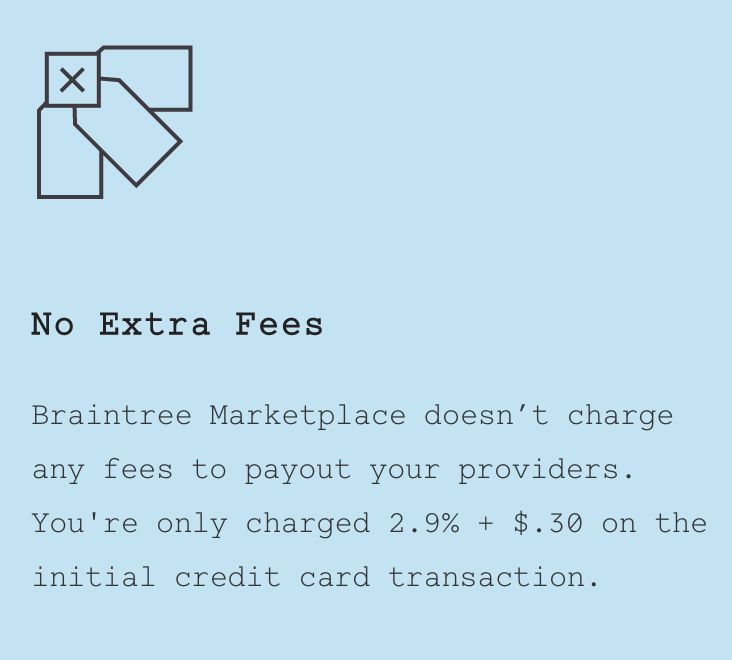 No Extra Fees
Braintree Marketplace doesn’t charge
any fees to payout your providers.
You're only charged 2.9% + $.30 on the
initial credit card transaction.